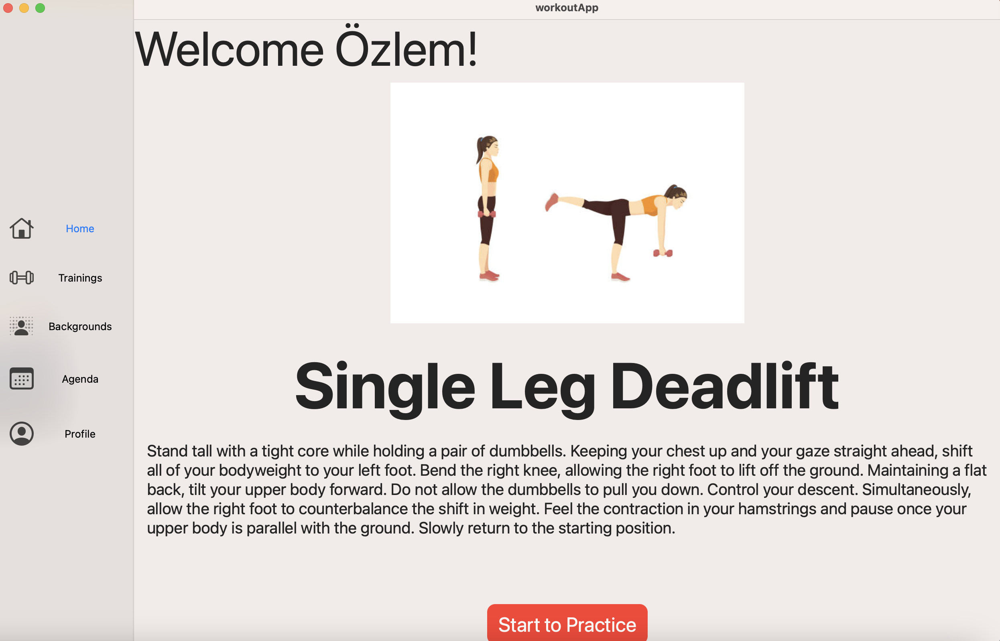 workoutApp
Welcome Özlem!
Home
Trainings
Backgrounds
Agenda
Profile
Single Leg Deadlift
Stand tall with a tight core while holding a pair of dumbbells. Keeping your chest up and your gaze straight ahead, shift
all of your bodyweight to your left foot. Bend the right knee, allowing the right foot to lift off the ground. Maintaining a flat
back, tilt your upper body forward. Do not allow the dumbbells to pull you down. Control your descent. Simultaneously,
allow the right foot to counterbalance the shift in weight. Feel the contraction in your hamstrings and pause once your
upper body is parallel with the ground. Slowly return to the starting position.
Start to Practice